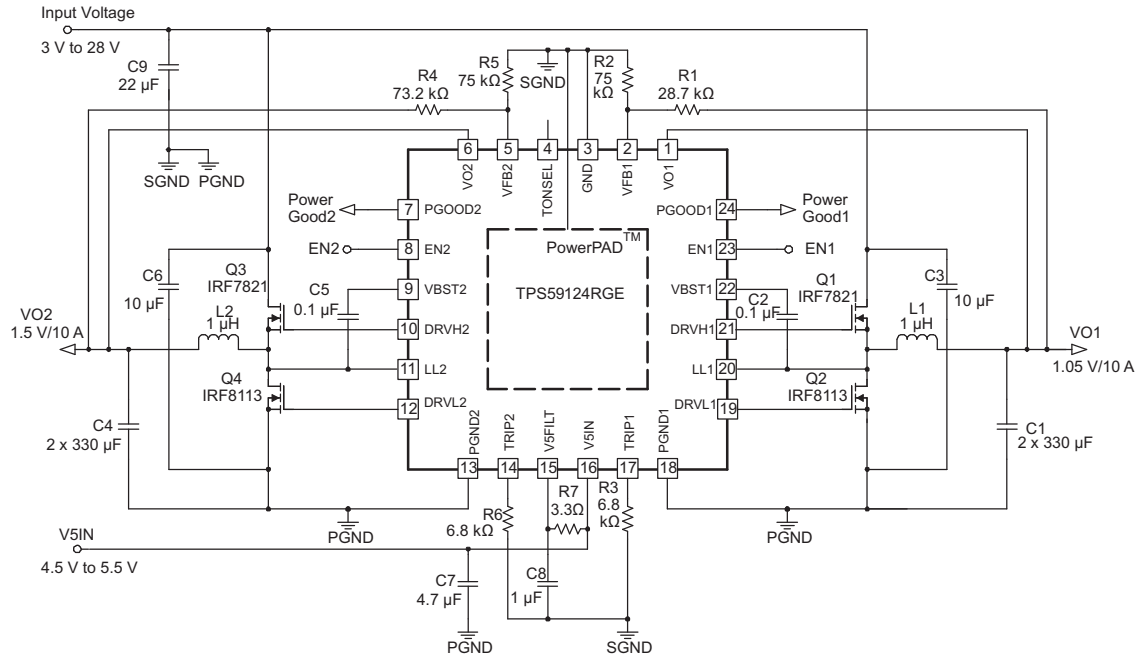 Input Voltage
3 V to 28 V
C9
22 µF
SGND
PGND
R4
73.2 kΩ
R5
75 kΩ
SGND
R2
75
kΩ
R1
28.7 kΩ
6
5
4
3
2
1
VO2
VFB2
TONSEL
GND
VFB1
VO1
Power
Good2
7
PGOOD2
PGOOD1
24
Power
Good1
EN2
8
EN2
EN1
23
EN1
PowerPAD™
TPS59124RGE
C6
10 µF
Q3
IRF7821
C5
0.1 µF
9
VBST2
VBST1
22
C2
0.1 µF
Q1
IRF7821
C3
10 µF
VO2
1.5 V/10 A
L2
1 µH
10
DRVH2
DRVH1
21
L1
1 µH
VO1
1.05 V/10 A
11
LL2
LL1
20
Q4
IRF8113
12
DRVL2
DRVL1
19
Q2
IRF8113
C4
2 x 330 µF
C1
2 x 330 µF
PGND2
TRIP2
V5FILT
V5IN
TRIP1
PGND1
13
14
15
16
17
18
PGND
R6
6.8 kΩ
R7
3.3Ω
R3
6.8
kΩ
PGND
V5IN
4.5 V to 5.5 V
C7
4.7 µF
C8
1 µF
PGND
SGND